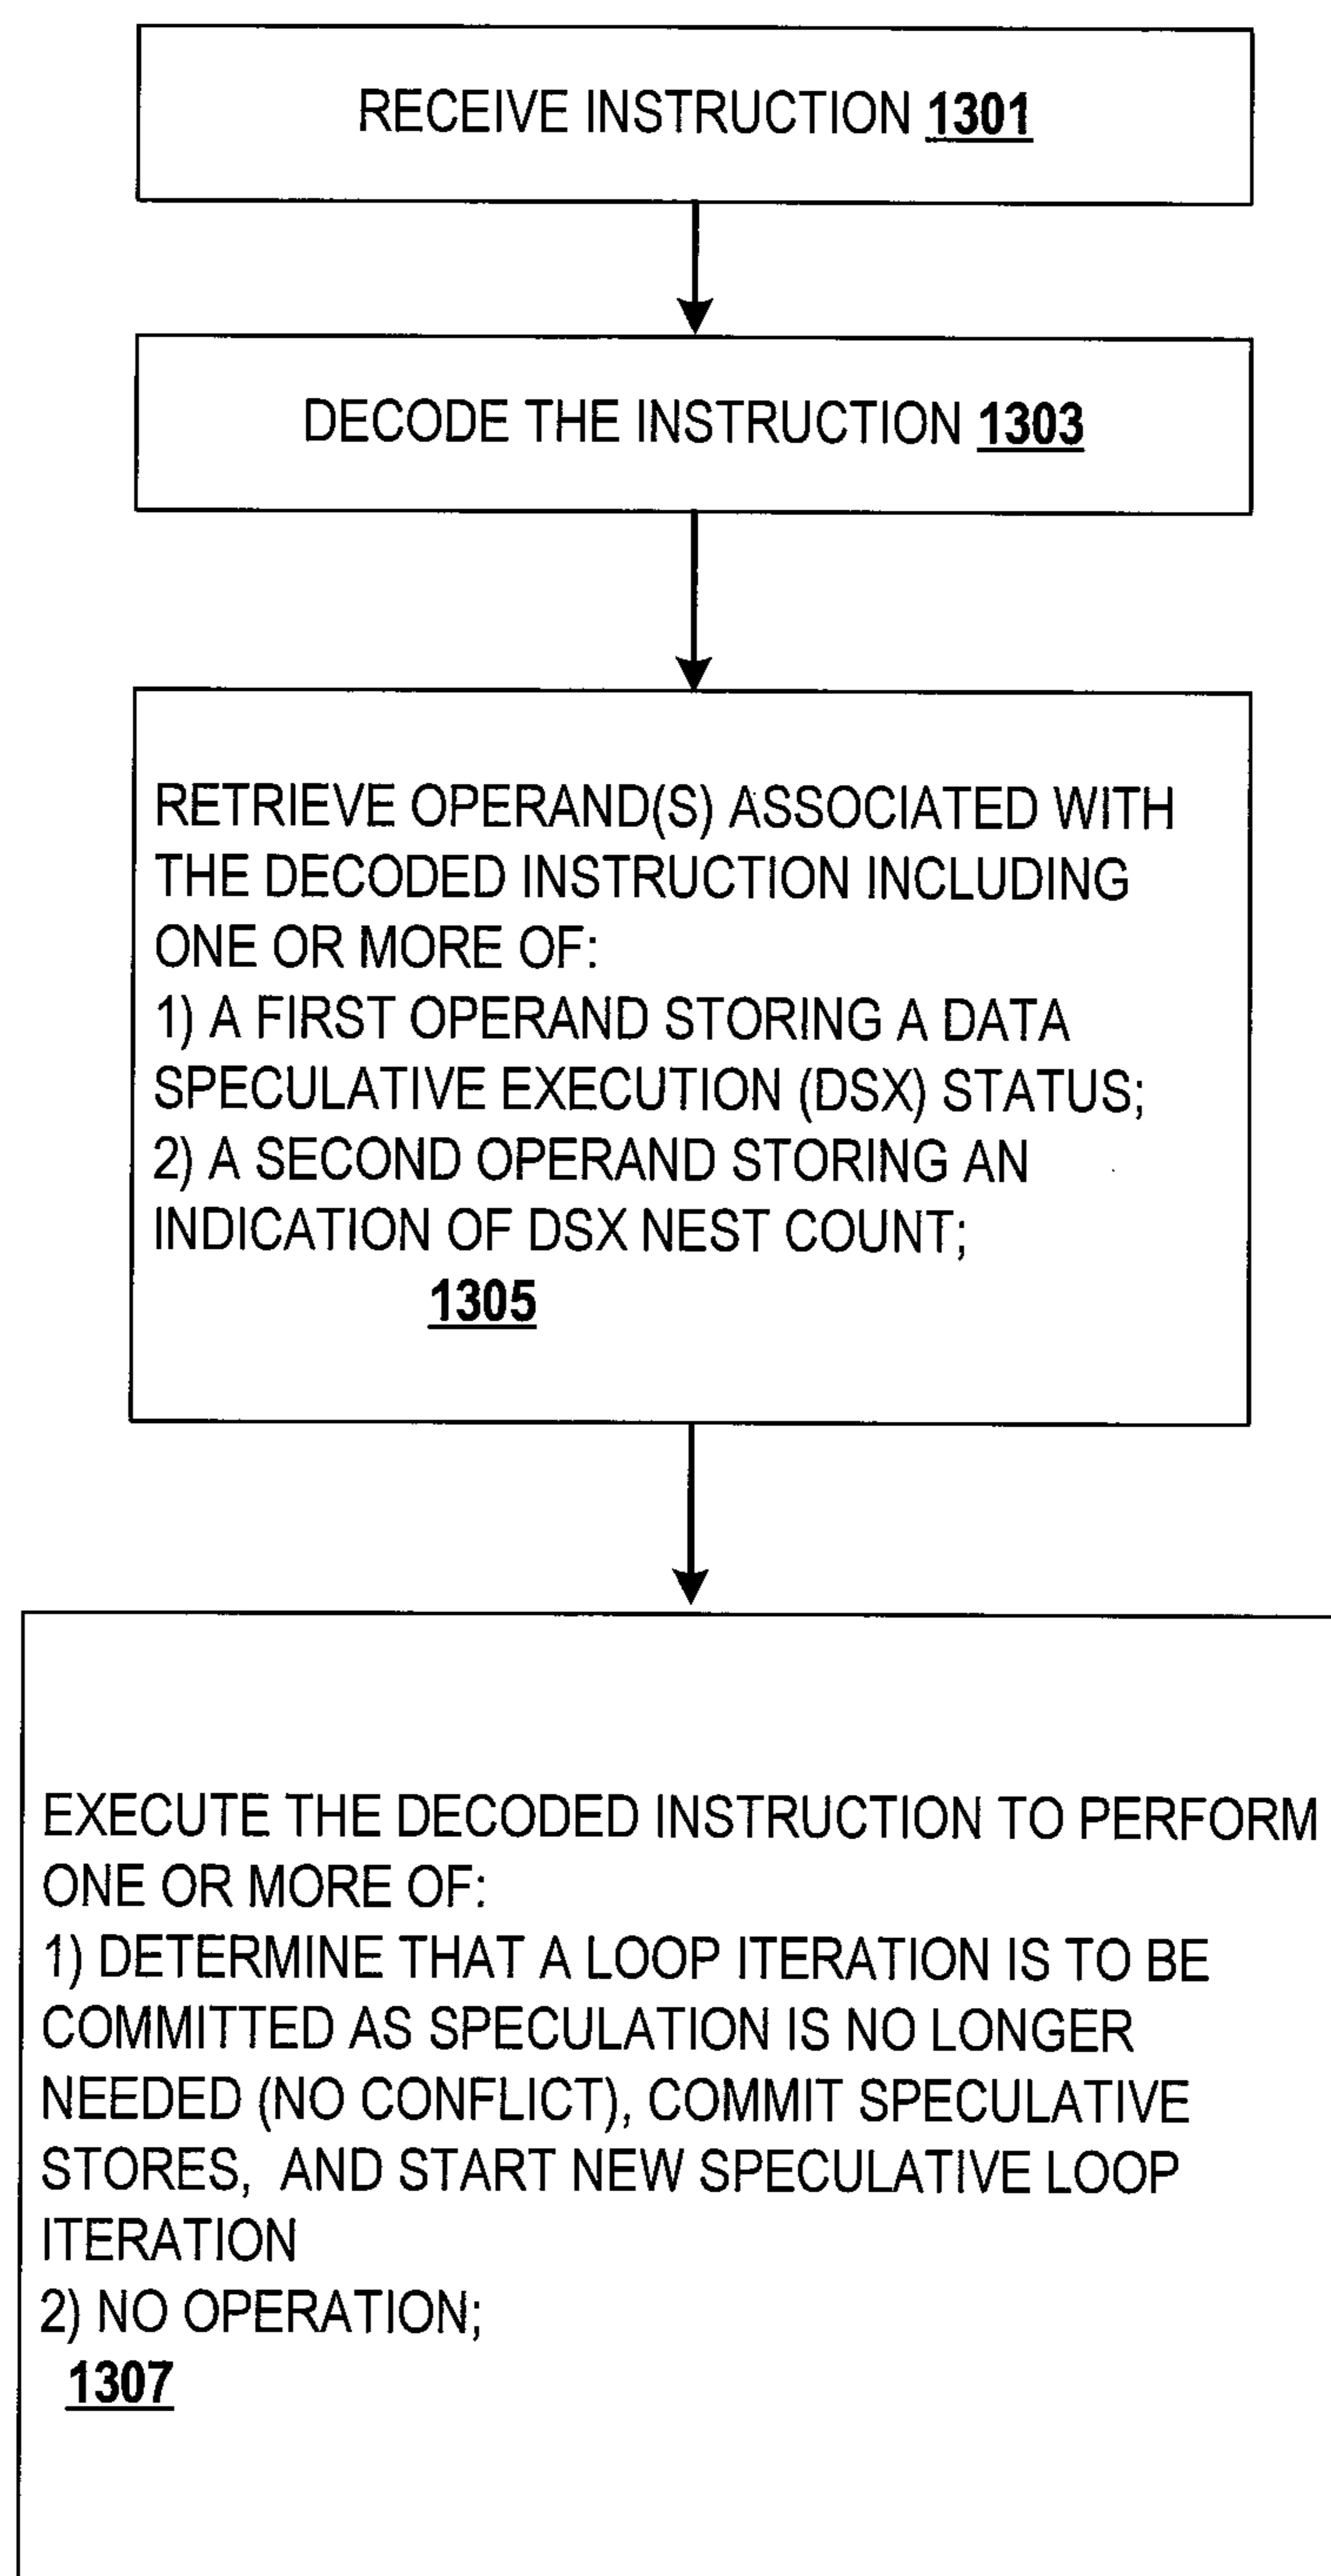 RECEIVE INSTRUCTION 1301
DECODE THE INSTRUCTION 1303
RETRIEVE OPERAND(S) ASSOCIATED WITH
THE DECODED INSTRUCTION INCLUDING
ONE OR MORE OF:
1) A FIRST OPERAND STORING A DATA
SPECULATIVE EXECUTION (DSX) STATUS;
2) A SECOND OPERAND STORING AN
INDICATION OF DSX NEST COUNT;
1305
EXECUTE THE DECODED INSTRUCTION TO PERFORM
ONE OR MORE OF:
1) DETERMINE THAT A LOOP ITERATION IS TO BE
COMMITTED AS SPECULATION IS NO LONGER
NEEDED (NO CONFLICT), COMMIT SPECULATIVE
STORES, AND START NEW SPECULATIVE LOOP
ITERATION
2) NO OPERATION;
1307